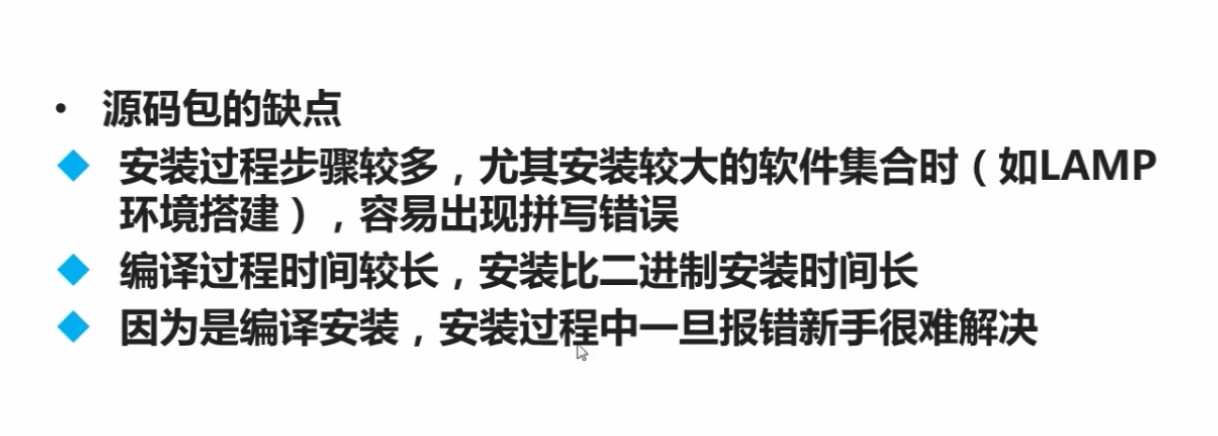 • 源码包的缺点
◆ 安装过程步骤较多，尤其安装较大的软件集合时（如LAMP
环境搭建），容易出现拼写错误
◆ 编译过程时间较长，安装比二进制安装时间长
◆ 因为是编译安装，安装过程中一旦报错新手很难解决